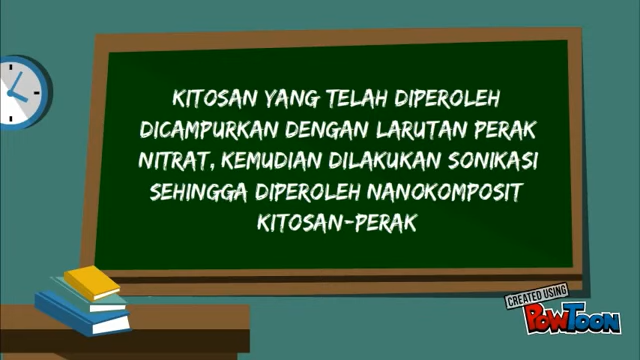 KITOSAN YANG TELAH DIPEROLEH
DICAMPURKAN DENGAN LARUTAN PERAK
NITRAT, KEMUDIAN DILAKUKAN SONIKASI
SEHINGGA DIPEROLEH NANOKOMPOSIT
KITOSAN-PERAK
CREATED USING
POWTOON